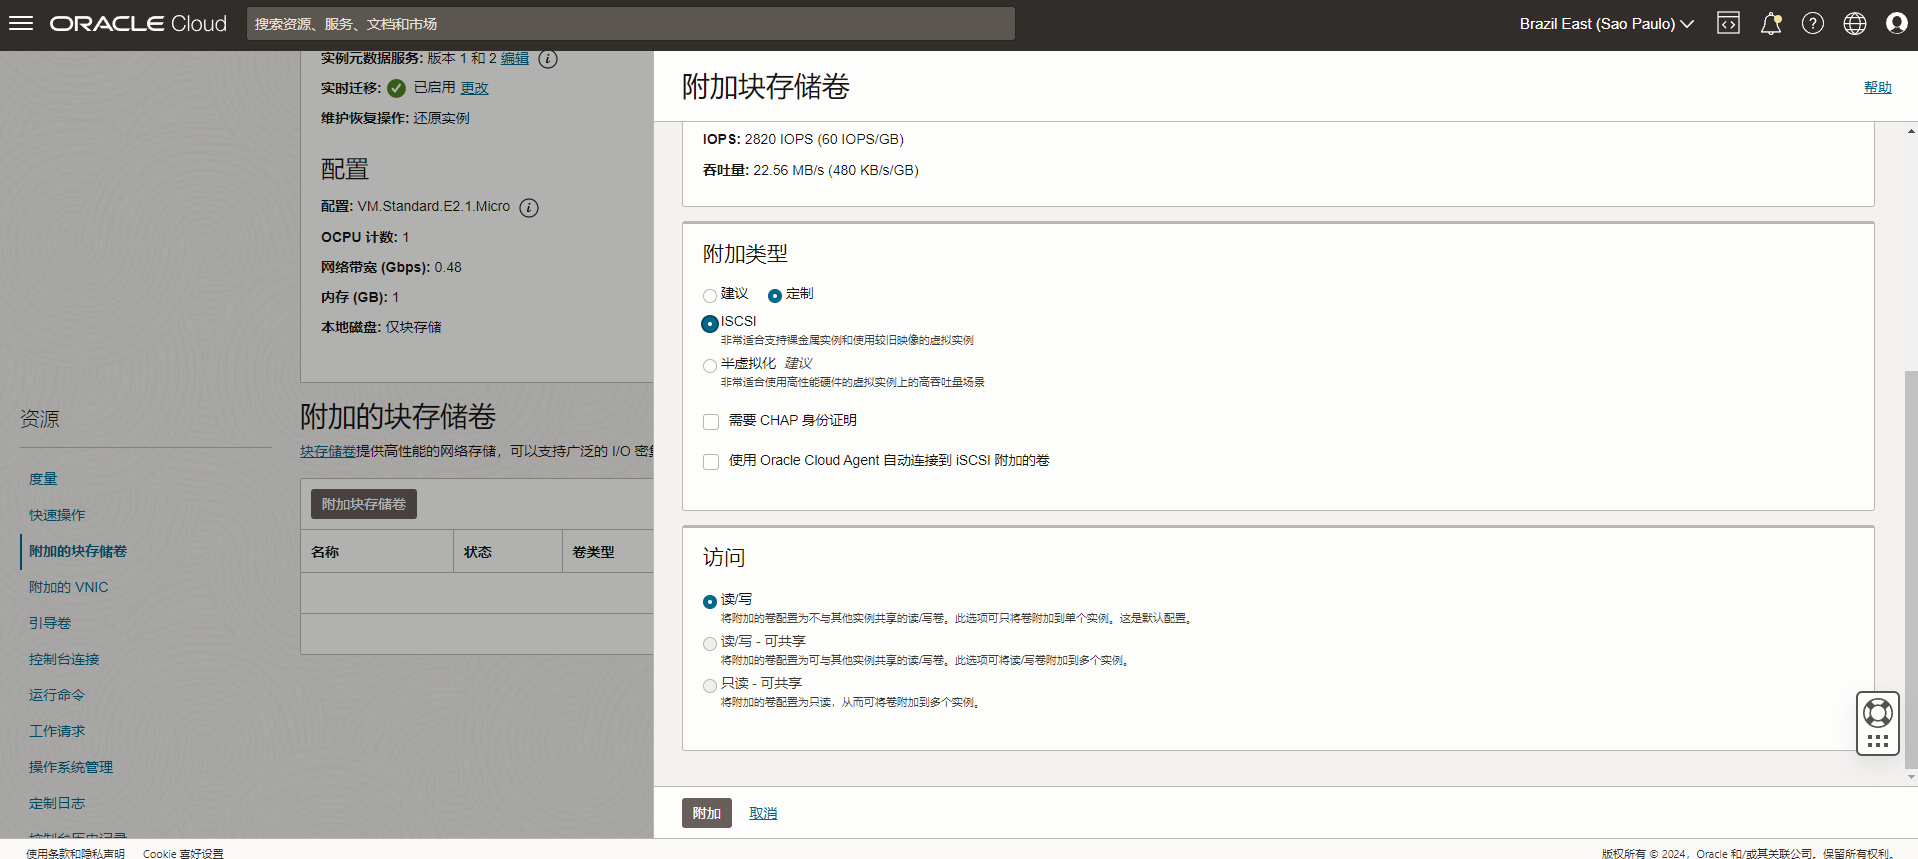 ORACLE Cloud
搜索资源、服务、文档和市场
Brazil East (Sao Paulo)
实例元数据服务: 版本 1 和 2 编辑
实时迁移: 已启用 更改
维护恢复操作: 还原实例
配置
配置: VM.Standard.E2.1.Micro
OCPU 计数: 1
网络带宽 (Gbps): 0.48
内存 (GB): 1
本地磁盘: 仅块存储
资源
度量
快速操作
附加的块存储卷
附加的 VNIC
引导卷
控制台连接
运行命令
工作请求
操作系统管理
定制日志
控制台历史记录
附加的块存储卷
块存储卷提供高性能的网络存储，可以支持广泛的 I/O 密集
附加块存储卷
名称 状态 卷类型
附加块存储卷
帮助
IOPS: 2820 IOPS (60 IOPS/GB)
吞吐量: 22.56 MB/s (480 KB/s/GB)
附加类型
建议 定制
ISCSI
非常适合支持裸金属实例和使用较旧映像的虚拟实例
半虚拟化 建议
非常适合使用高性能硬件的虚拟实例上的高吞吐量场景
需要 CHAP 身份证明
使用 Oracle Cloud Agent 自动连接到 iSCSI 附加的卷
访问
读/写
将附加的卷配置为不与其他实例共享的读/写卷。此选项可只将卷附加到单个实例。这是默认配置。
读/写 - 可共享
将附加的卷配置为可与其他实例共享的读/写卷。此选项可将读/写卷附加到多个实例。
只读 - 可共享
将附加的卷配置为只读，从而可将卷附加到多个实例。
附加 取消
使用条款和隐私声明 Cookie 喜好设置
版权所有 © 2024，Oracle 和/或其关联公司。保留所有权利。